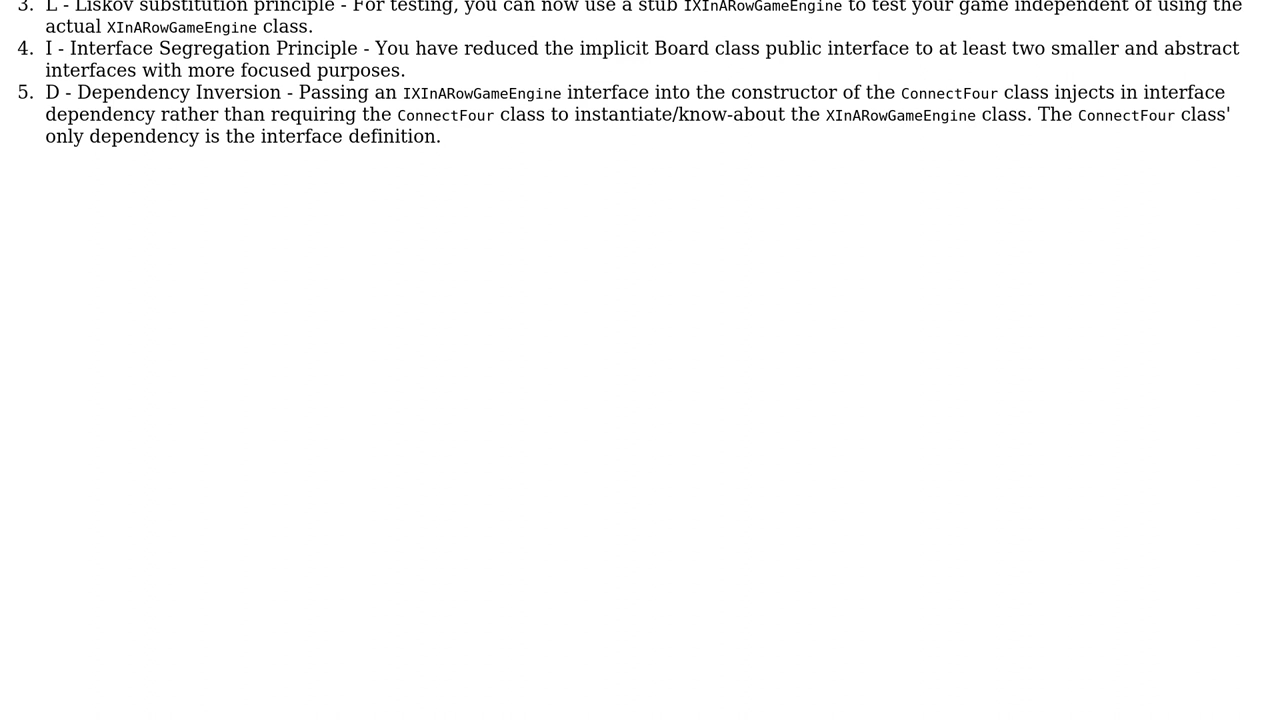 3. L - Liskov substitution principle - For testing, you can now use a stub IXInARowGameEngine to test your game independent of using the
actual XInARowGameEngine class.
4. I - Interface Segregation Principle - You have reduced the implicit Board class public interface to at least two smaller and abstract
interfaces with more focused purposes.
5. D - Dependency Inversion - Passing an IXInARowGameEngine interface into the constructor of the ConnectFour class injects in interface
dependency rather than requiring the ConnectFour class to instantiate/know-about the XInARowGameEngine class. The ConnectFour class'
only dependency is the interface definition.